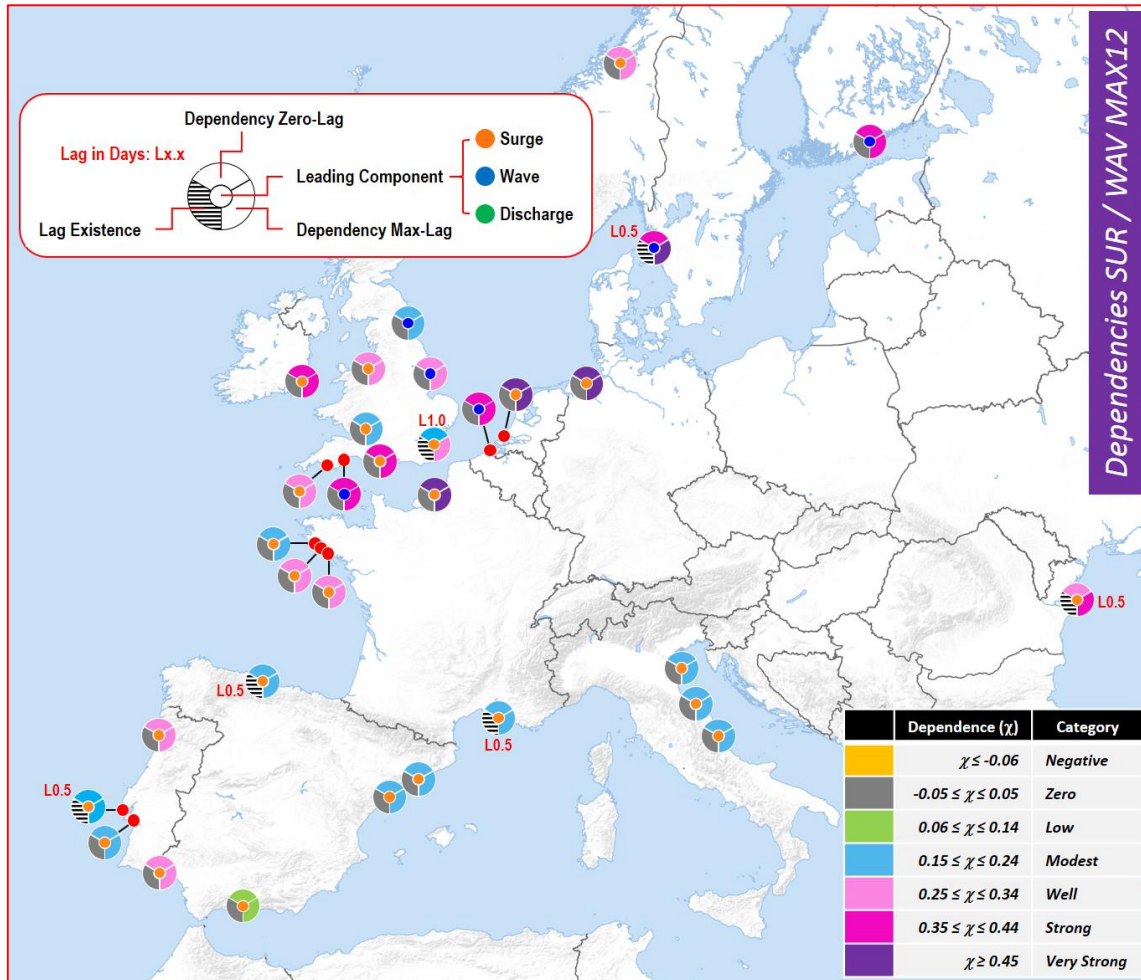 Dependencies SUR / WAV MAX12
Dependency Zero-Lag
Lag in Days: Lx.x
Leading Component
Lag Existence
Dependency Max-Lag
Surge
Wave
Discharge
L0.5
L1.0
L0.5
L0.5
L0.5
L0.5
Dependence (χ) Category
χ ≤ -0.06 Negative
-0.05 ≤ χ ≤ 0.05 Zero
0.06 ≤ χ ≤ 0.14 Low
0.15 ≤ χ ≤ 0.24 Modest
0.25 ≤ χ ≤ 0.34 Well
0.35 ≤ χ ≤ 0.44 Strong
χ ≥ 0.45 Very Strong